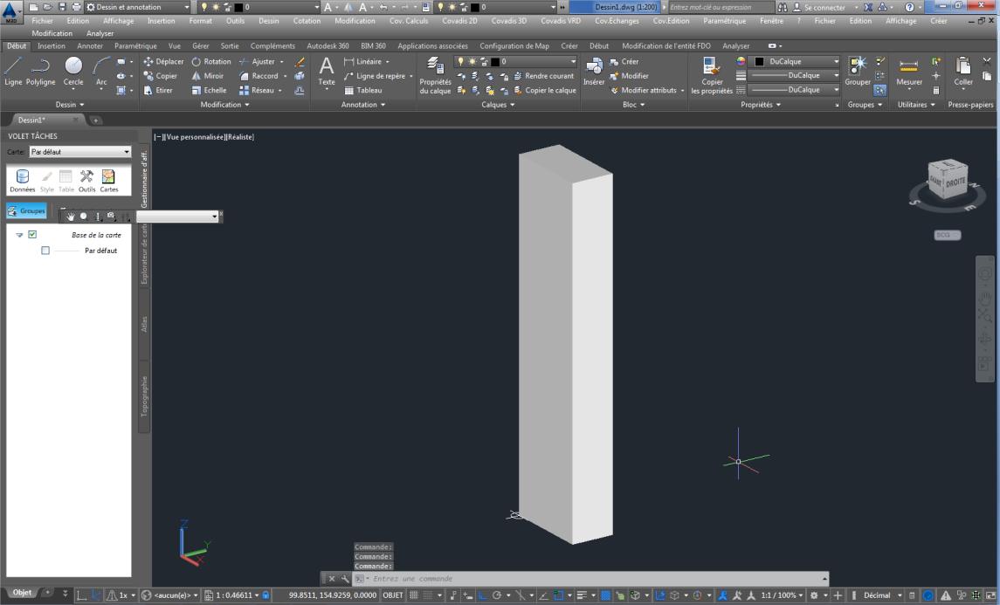 Dessin et annotation 0 0 Dessin1.dwg (1:200) Entrez mot-clé ou expression Se connecter
M3D Fichier Edition Affichage Insertion Format Outils Dessin Cotation Modification Cov. Calculs Covadis 2D Covadis 3D Covadis VRD Cov.Echanges Cov.Edition Paramétrique Fenêtre ? Fichier Edition Affichage Créer
Modification Analyser
Début Insertion Annoter Paramétrique Vue Gérer Sortie Compléments Autodesk 360 BIM 360 Applications associées Configuration de Map Créer Début Modification de l'entité FDO Analyser
Ligne Polyligne Cercle Arc Déplacer Rotation Ajuster Texte Linéaire Propriétés du calque 0 Insérer Créer Copier les propriétés DuCalque Grouper Mesurer Coller
Copier Miroir Raccord Ligne de repère Rendre courant Modifier DuCalque
Etirer Echelle Réseau Tableau Copier le calque Modifier attributs DuCalque
Dessin Modification Annotation Calques Bloc Propriétés Groupes Utilitaires Presse-papiers
Dessin1*
VOLET TÂCHES
[−][Vue personnalisée][Réaliste]
Carte: Par défaut
Données Style Table Outils Cartes
Groupes
Base de la carte
Par défaut
Gestionnaire d'aff.
Explorateur de carte
Atlas
Topographie
DROITE
N
S
E
SCG
Z
Y
X
Commande:
Commande:
Commande:
Entrez une commande
Objet + 1x <aucun(e)> 1 : 0.46611 99.8511, 154.9259, 0.0000 OBJET 1:1 / 100% Décimal